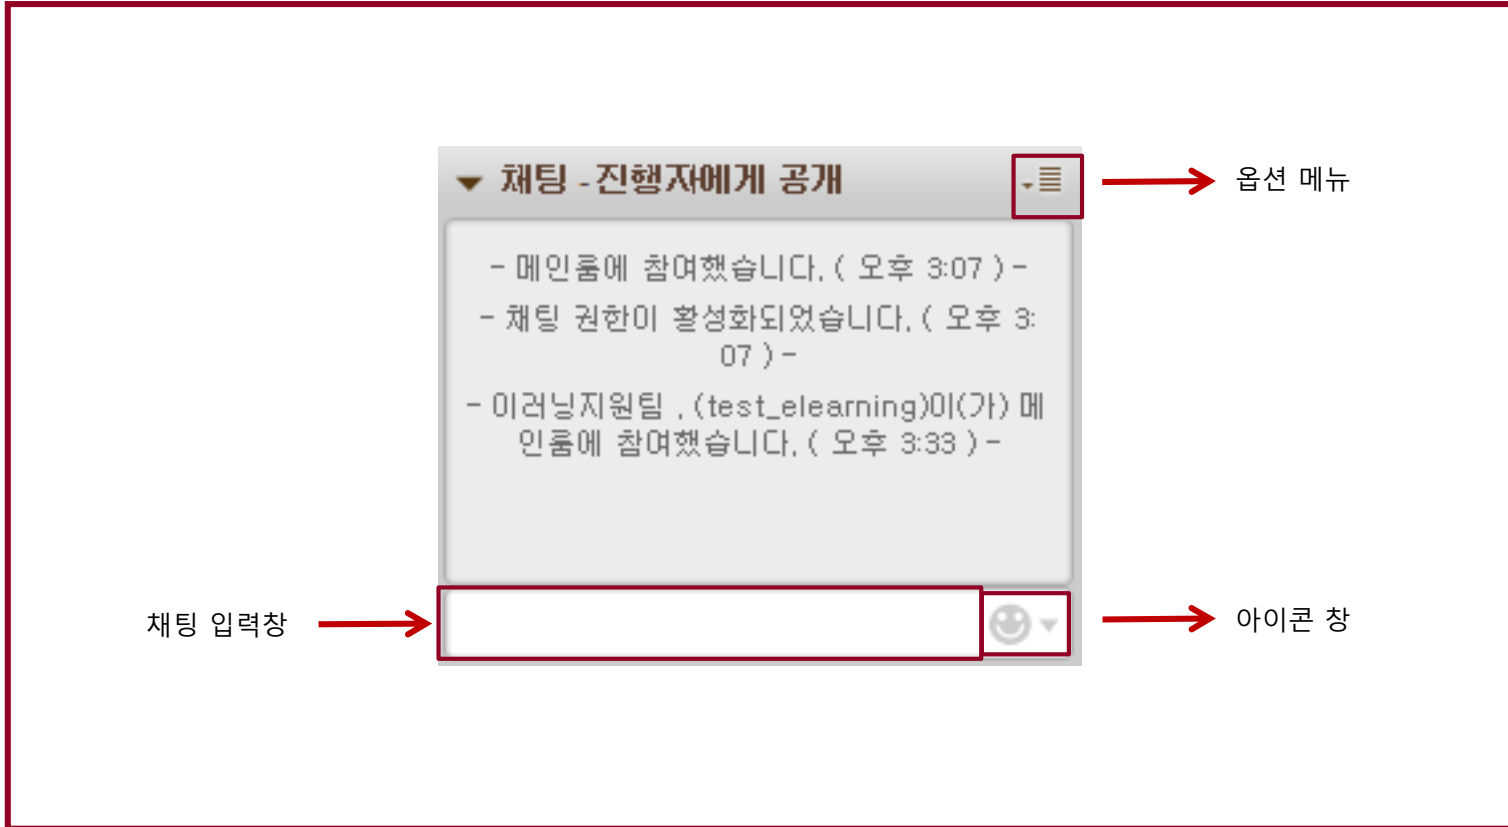 채팅 - 진행자에게 공개
옵션 메뉴
- 메인룸에 참여했습니다. ( 오후 3:07 ) -
- 채팅 권한이 활성화되었습니다. ( 오후 3:
07 ) -
- 이러닝지원팀 . (test_elearning)이(가) 메
인룸에 참여했습니다. ( 오후 3:33 ) -
채팅 입력창
아이콘 창